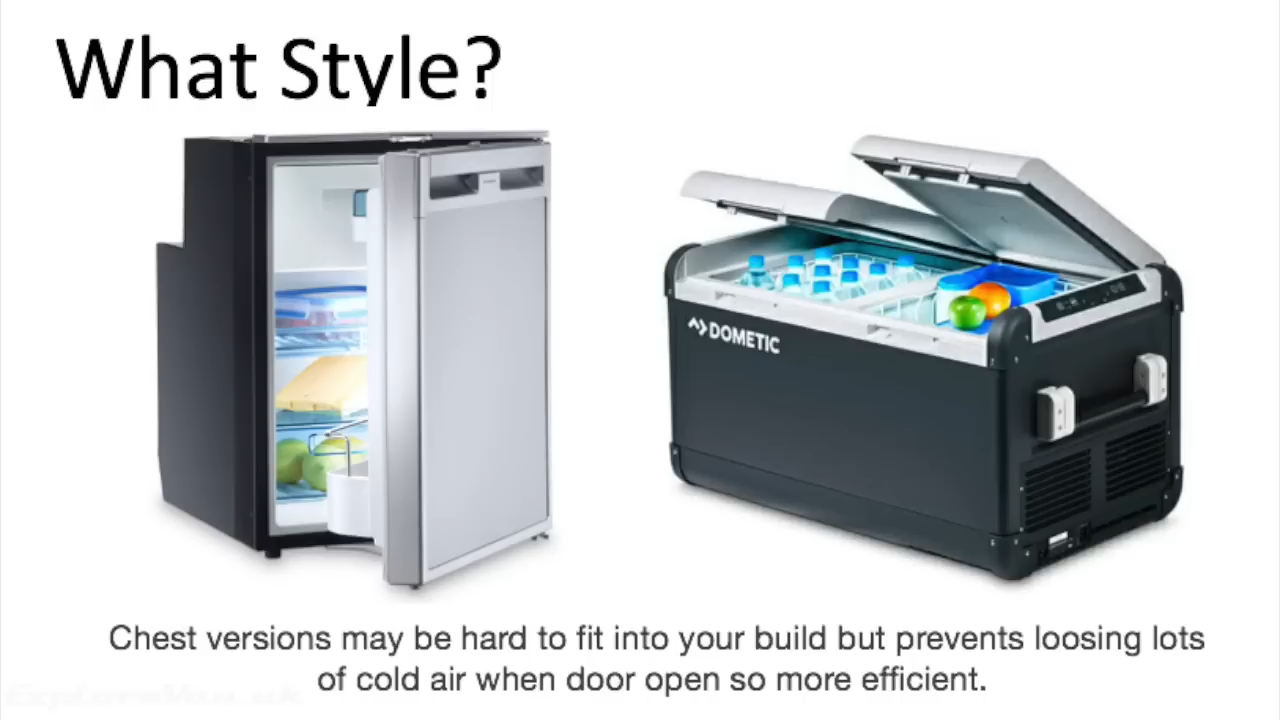 What Style?
DOMETIC
Chest versions may be hard to fit into your build but prevents loosing lots
of cold air when door open so more efficient.